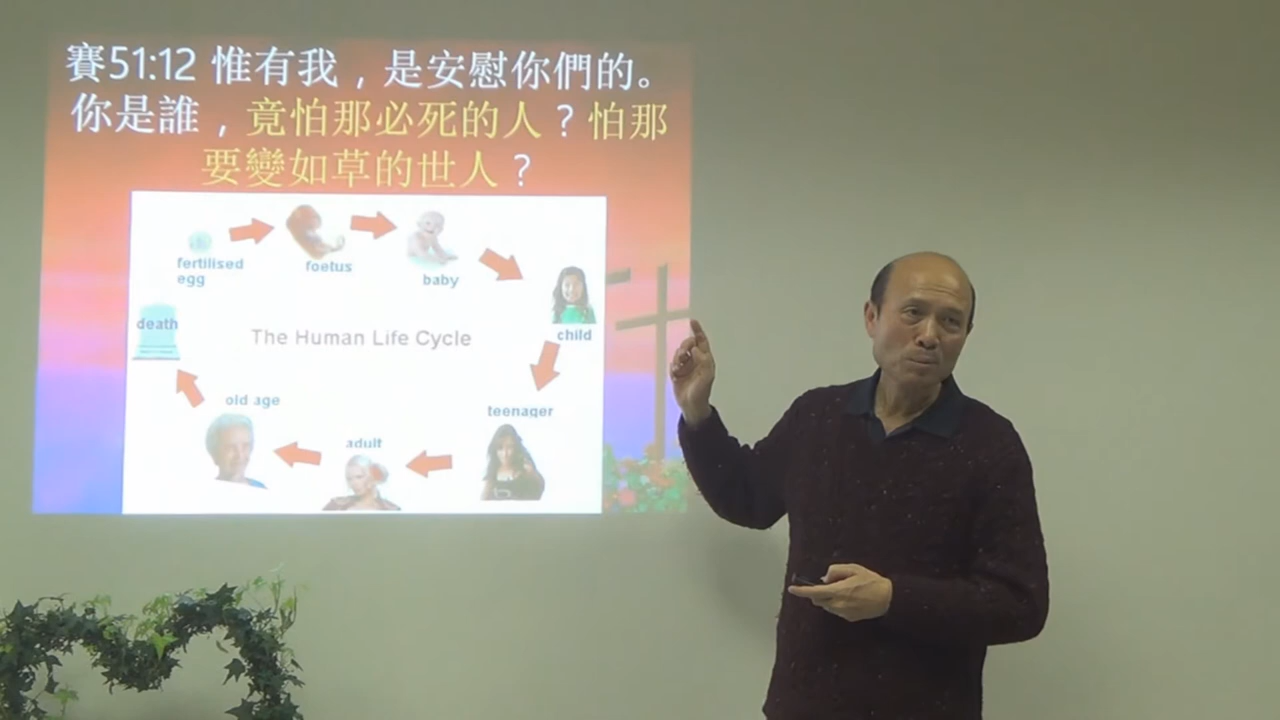 賽51:12 惟有我，是安慰你們的。
你是誰，竟怕那必死的人？怕那
要變如草的世人？
fertilised
egg
foetus
baby
child
teenager
adult
old age
death
The Human Life Cycle